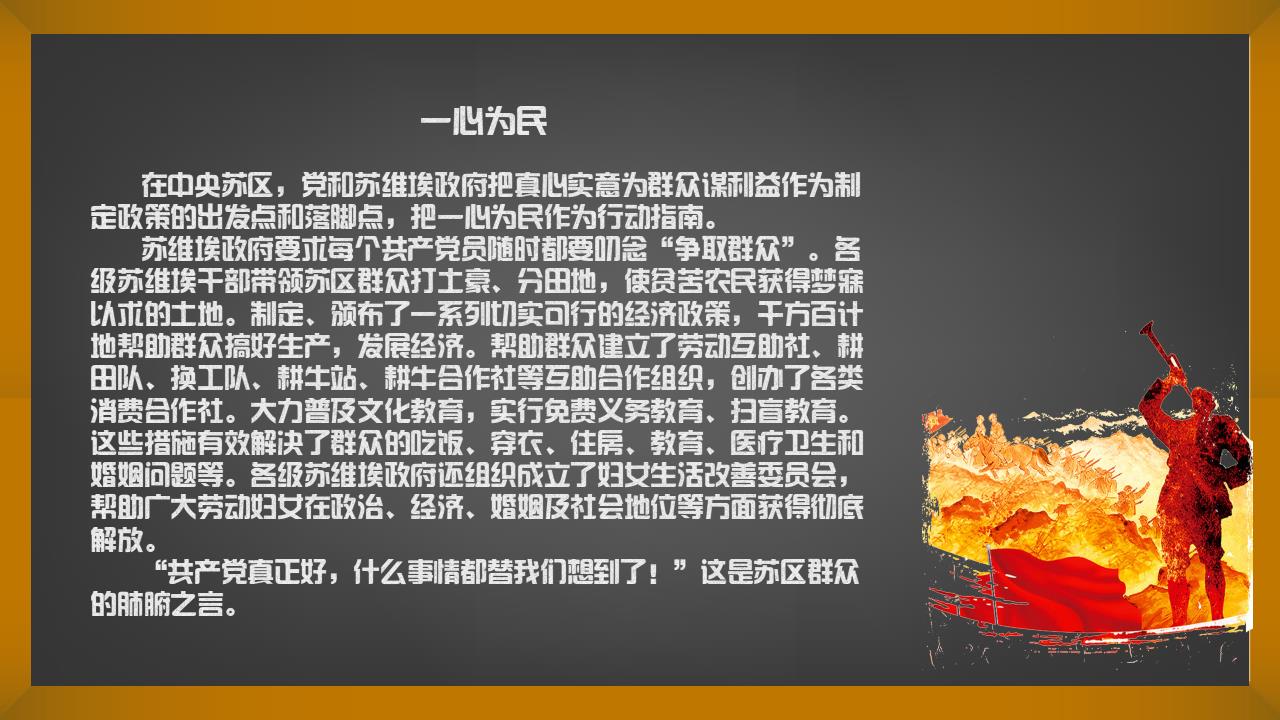 一心为民
在中央苏区，党和苏维埃政府把真心实意为群众谋利益作为制
定政策的出发点和落脚点，把一心为民作为行动指南。
苏维埃政府要求每个共产党员随时都要叨念“争取群众”。各
级苏维埃干部带领苏区群众打土豪、分田地，使贫苦农民获得梦寐
以求的土地。制定、颁布了一系列切实可行的经济政策，千方百计
地帮助群众搞好生产，发展经济。帮助群众建立了劳动互助社、耕
田队、换工队、耕牛站、耕牛合作社等互助合作组织，创办了各类
消费合作社。大力普及文化教育，实行免费义务教育、扫盲教育。
这些措施有效解决了群众的吃饭、穿衣、住房、教育、医疗卫生和
婚姻问题等。各级苏维埃政府还组织成立了妇女生活改善委员会，
帮助广大劳动妇女在政治、经济、婚姻及社会地位等方面获得彻底
解放。
“共产党真正好，什么事情都替我们想到了！”这是苏区群众
的肺腑之言。